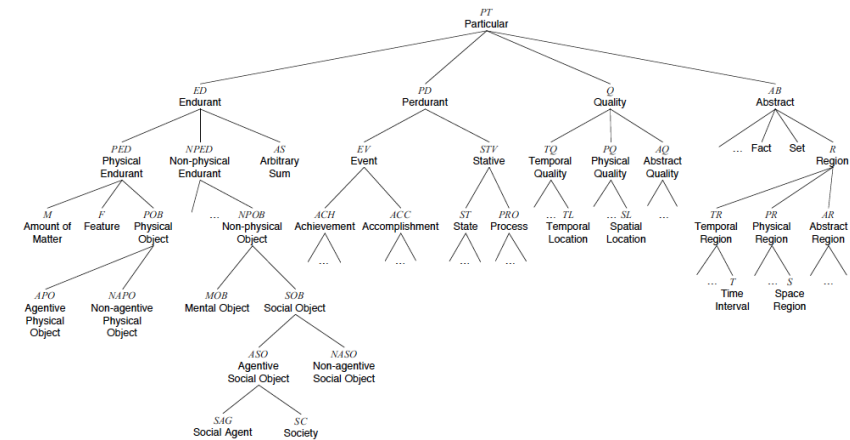 PT
Particular
ED
Endurant
PD
Perdurant
Q
Quality
AB
Abstract
PED
Physical
Endurant
NPED
Non-physical
Endurant
AS
Arbitrary
Sum
EV
Event
STV
Stative
TQ
Temporal
Quality
PQ
Physical
Quality
AQ
Abstract
Quality
... Fact Set
R
Region
M
Amount of
Matter
F
Feature
POB
Physical
Object
...
NPOB
Non-physical
Object
ACH
Achievement
...
ACC
Accomplishment
...
ST
State
...
PRO
Process
...
... TL
Temporal
Location
... SL
Spatial
Location
...
TR
Temporal
Region
PR
Physical
Region
AR
Abstract
Region
... T
Time
Interval
... S
Space
Region
...
APO
Agentive
Physical
Object
NAPO
Non-agentive
Physical
Object
MOB
Mental Object
SOB
Social Object
ASO
Agentive
Social Object
NASO
Non-agentive
Social Object
SAG
Social Agent
SC
Society